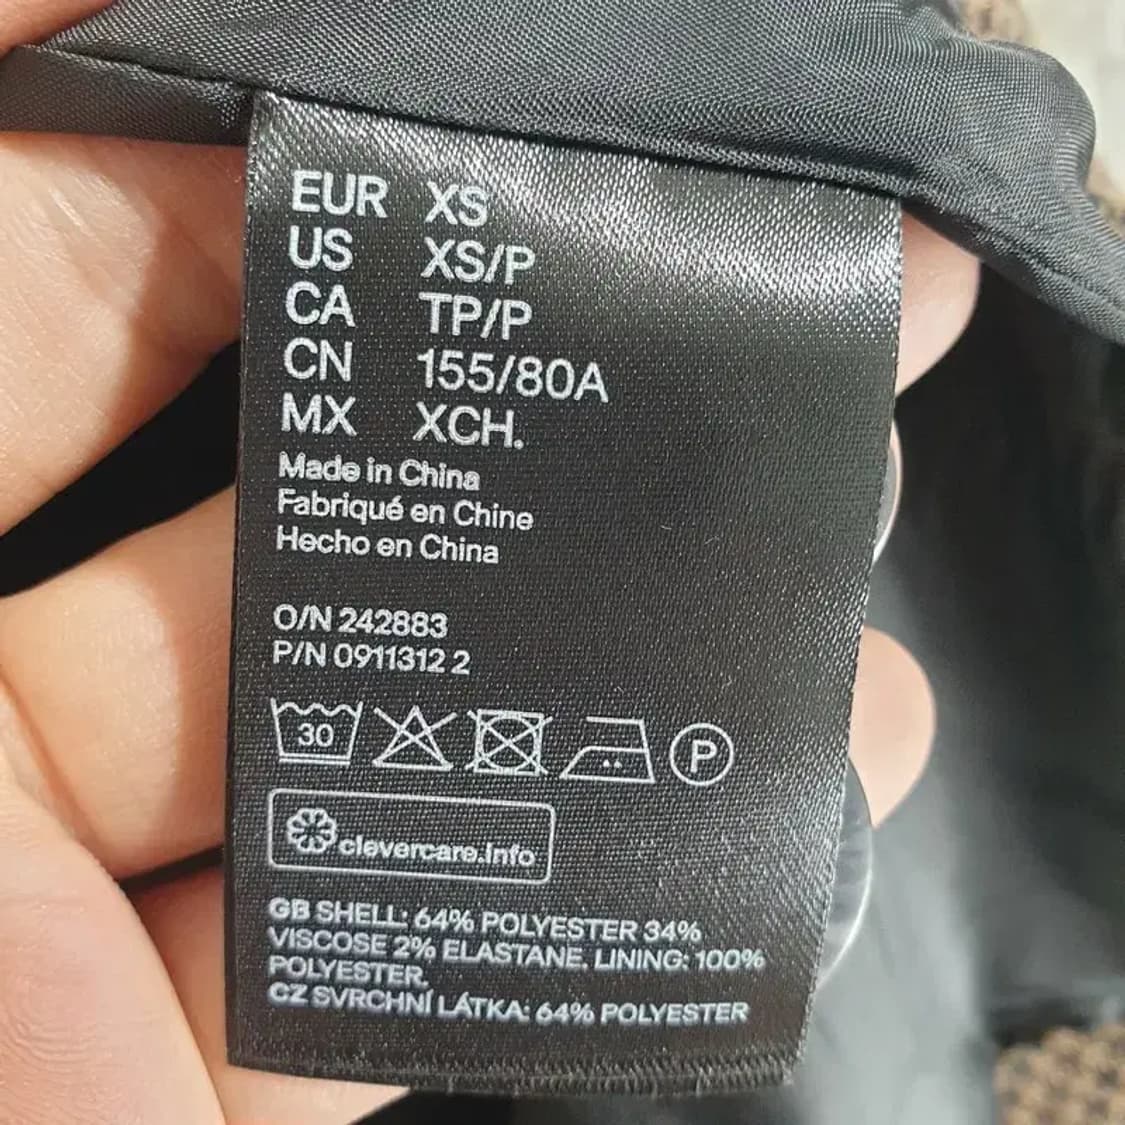 EUR XS
US XS/P
CA TP/P
CN 155/80A
MX XCH.
Made in China
Fabriqué en Chine
Hecho en China
O/N 242883
P/N 0911312 2
30
P
clevercare.info
GB SHELL: 64% POLYESTER 34%
VISCOSE 2% ELASTANE. LINING: 100%
POLYESTER.
CZ SVRCHNÍ LÁTKA: 64% POLYESTER